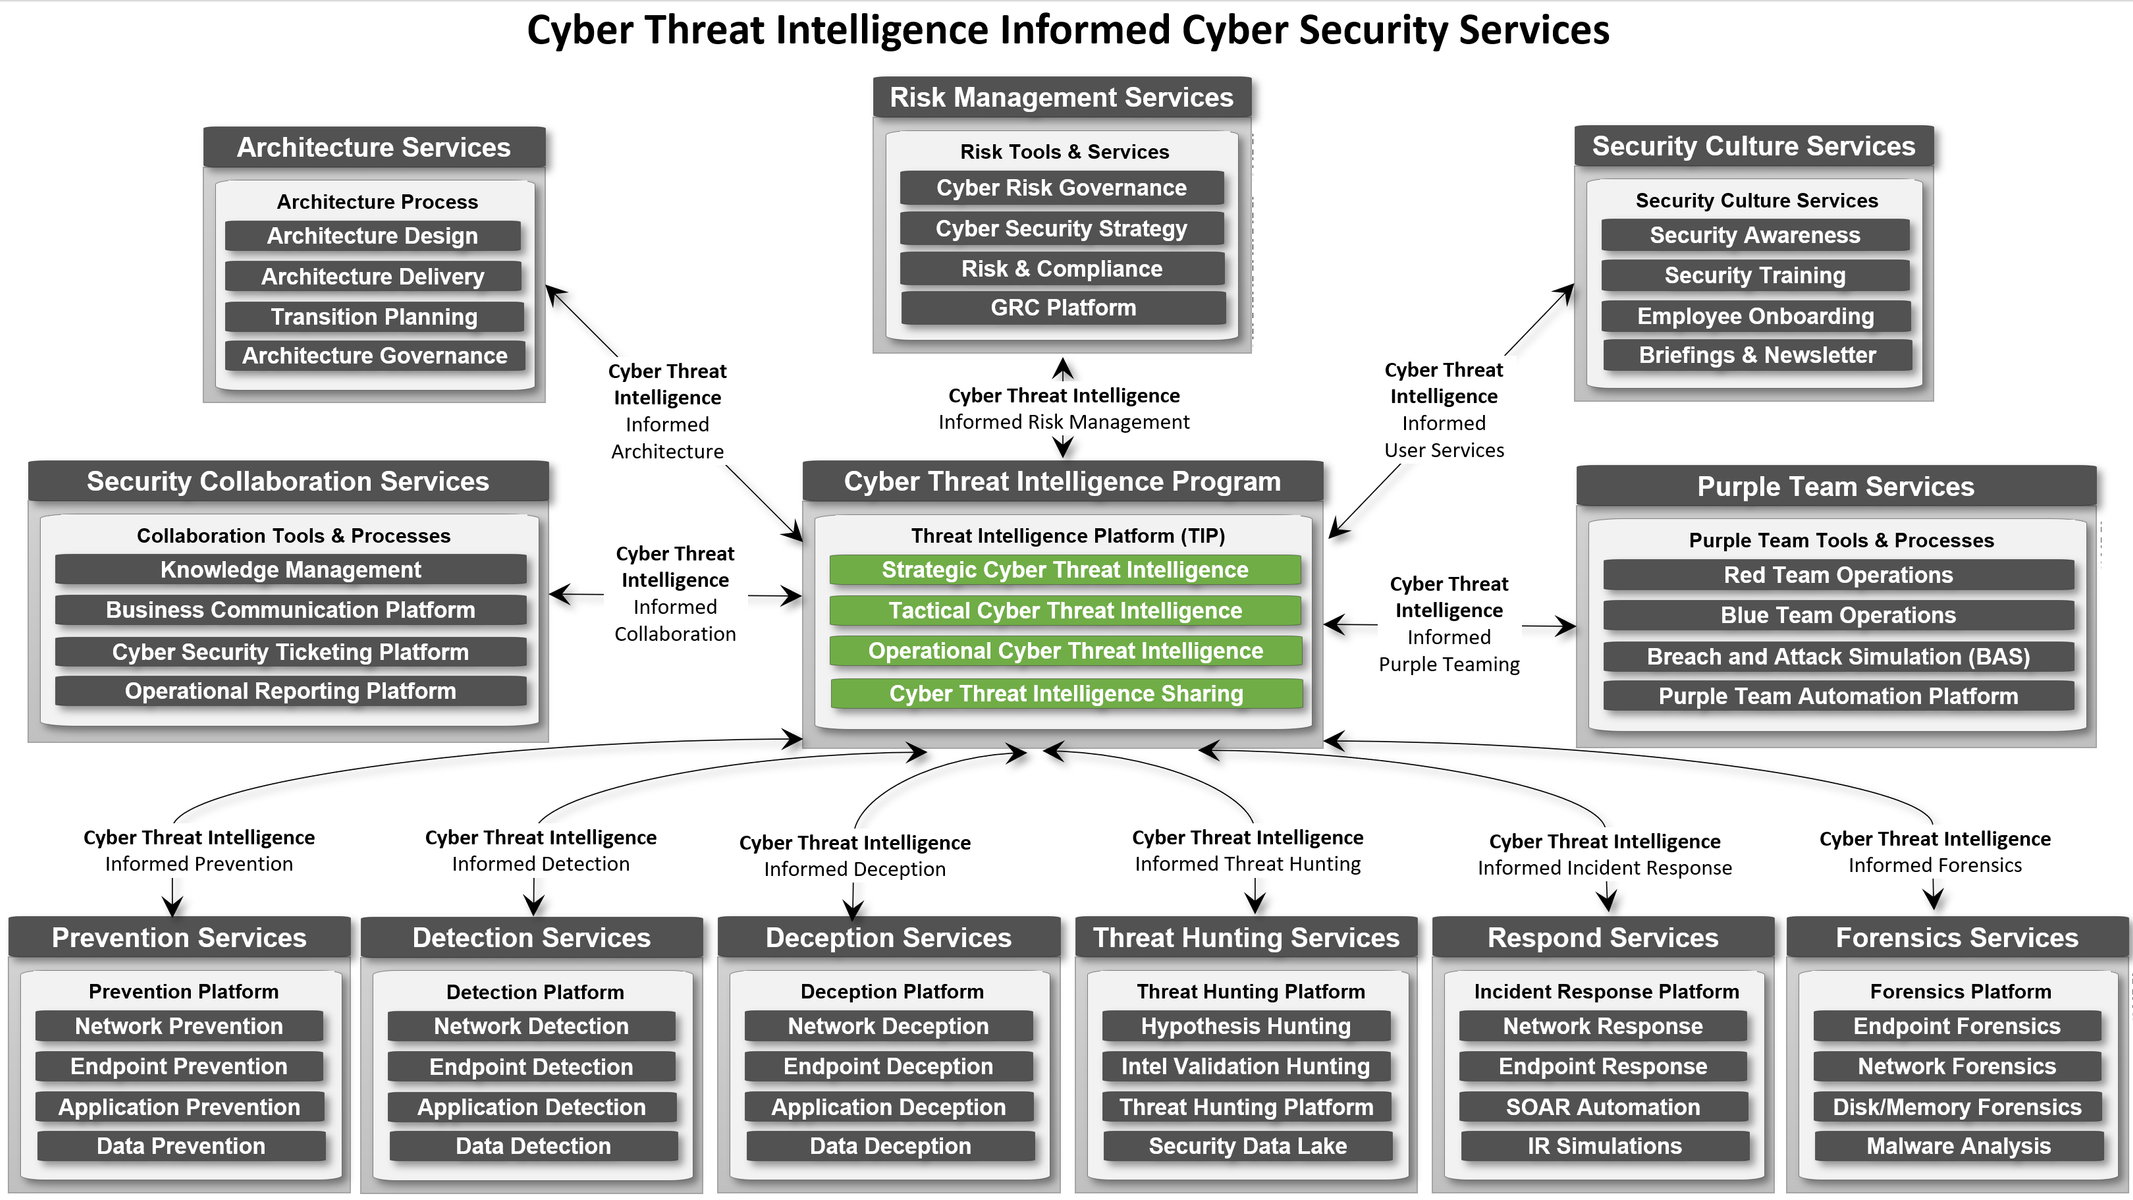 Cyber Threat Intelligence Informed Cyber Security Services
Risk Management Services
Risk Tools & Services
Cyber Risk Governance
Cyber Security Strategy
Risk & Compliance
GRC Platform
Architecture Services
Architecture Process
Architecture Design
Architecture Delivery
Transition Planning
Architecture Governance
Security Culture Services
Security Culture Services
Security Awareness
Security Training
Employee Onboarding
Briefings & Newsletter
Cyber Threat
Intelligence
Informed
Architecture
Cyber Threat Intelligence
Informed Risk Management
Cyber Threat
Intelligence
Informed
User Services
Security Collaboration Services
Collaboration Tools & Processes
Knowledge Management
Business Communication Platform
Cyber Security Ticketing Platform
Operational Reporting Platform
Cyber Threat
Intelligence
Informed
Collaboration
Cyber Threat Intelligence Program
Threat Intelligence Platform (TIP)
Strategic Cyber Threat Intelligence
Tactical Cyber Threat Intelligence
Operational Cyber Threat Intelligence
Cyber Threat Intelligence Sharing
Cyber Threat
Intelligence
Informed
Purple Teaming
Purple Team Services
Purple Team Tools & Processes
Red Team Operations
Blue Team Operations
Breach and Attack Simulation (BAS)
Purple Team Automation Platform
Cyber Threat Intelligence
Informed Prevention
Cyber Threat Intelligence
Informed Detection
Cyber Threat Intelligence
Informed Deception
Cyber Threat Intelligence
Informed Threat Hunting
Cyber Threat Intelligence
Informed Incident Response
Cyber Threat Intelligence
Informed Forensics
Prevention Services
Prevention Platform
Network Prevention
Endpoint Prevention
Application Prevention
Data Prevention
Detection Services
Detection Platform
Network Detection
Endpoint Detection
Application Detection
Data Detection
Deception Services
Deception Platform
Network Deception
Endpoint Deception
Application Deception
Data Deception
Threat Hunting Services
Threat Hunting Platform
Hypothesis Hunting
Intel Validation Hunting
Threat Hunting Platform
Security Data Lake
Respond Services
Incident Response Platform
Network Response
Endpoint Response
SOAR Automation
IR Simulations
Forensics Services
Forensics Platform
Endpoint Forensics
Network Forensics
Disk/Memory Forensics
Malware Analysis